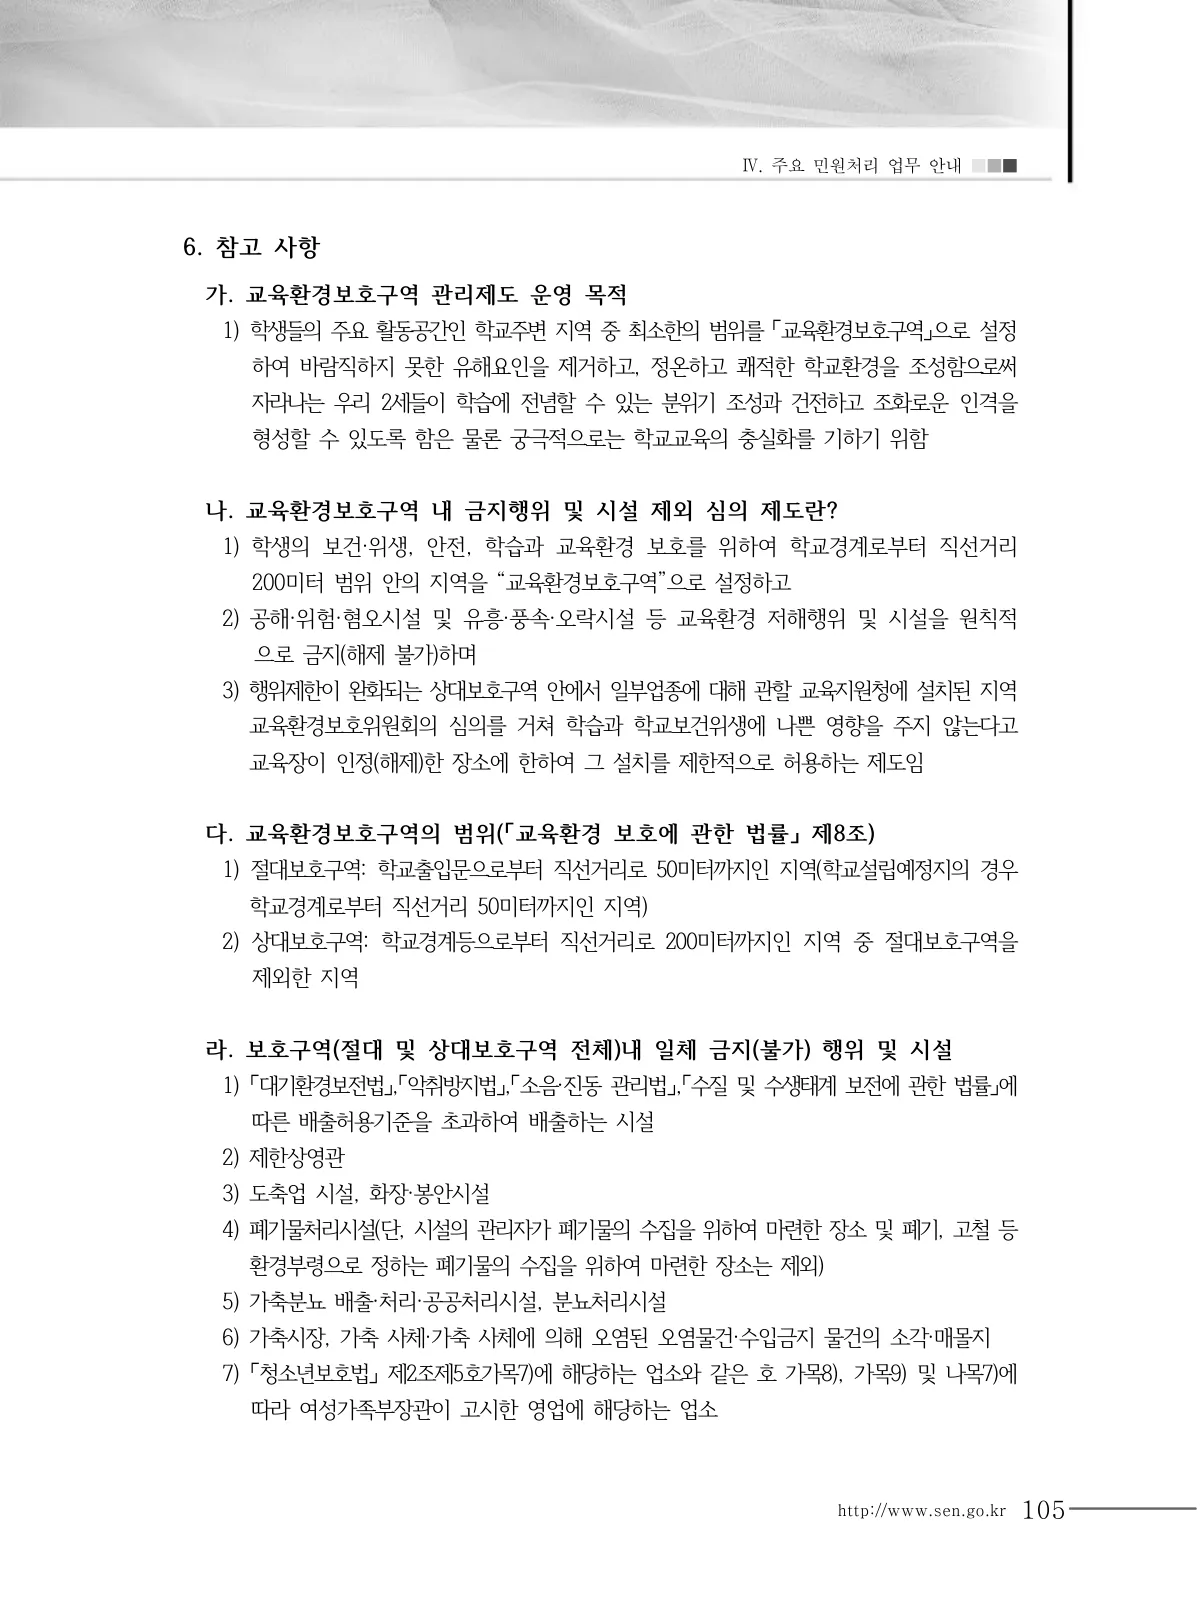 Ⅳ. 주요 민원처리 업무 안내
6. 참고 사항
가. 교육환경보호구역 관리제도 운영 목적
1) 학생들의 주요 활동공간인 학교주변 지역 중 최소한의 범위를 「교육환경보호구역」으로 설정
하여 바람직하지 못한 유해요인을 제거하고, 정온하고 쾌적한 학교환경을 조성함으로써
자라나는 우리 2세들이 학습에 전념할 수 있는 분위기 조성과 건전하고 조화로운 인격을
형성할 수 있도록 함은 물론 궁극적으로는 학교교육의 충실화를 기하기 위함
나. 교육환경보호구역 내 금지행위 및 시설 제외 심의 제도란?
1) 학생의 보건·위생, 안전, 학습과 교육환경 보호를 위하여 학교경계로부터 직선거리
200미터 범위 안의 지역을 “교육환경보호구역”으로 설정하고
2) 공해·위험·혐오시설 및 유흥·풍속·오락시설 등 교육환경 저해행위 및 시설을 원칙적
으로 금지(해제 불가)하며
3) 행위제한이 완화되는 상대보호구역 안에서 일부업종에 대해 관할 교육지원청에 설치된 지역
교육환경보호위원회의 심의를 거쳐 학습과 학교보건위생에 나쁜 영향을 주지 않는다고
교육장이 인정(해제)한 장소에 한하여 그 설치를 제한적으로 허용하는 제도임
다. 교육환경보호구역의 범위(「교육환경 보호에 관한 법률」 제8조)
1) 절대보호구역: 학교출입문으로부터 직선거리로 50미터까지인 지역(학교설립예정지의 경우
학교경계로부터 직선거리 50미터까지인 지역)
2) 상대보호구역: 학교경계등으로부터 직선거리로 200미터까지인 지역 중 절대보호구역을
제외한 지역
라. 보호구역(절대 및 상대보호구역 전체)내 일체 금지(불가) 행위 및 시설
1) 「대기환경보전법」,「악취방지법」,「소음·진동 관리법」,「수질 및 수생태계 보전에 관한 법률」에
따른 배출허용기준을 초과하여 배출하는 시설
2) 제한상영관
3) 도축업 시설, 화장·봉안시설
4) 폐기물처리시설(단, 시설의 관리자가 폐기물의 수집을 위하여 마련한 장소 및 폐기, 고철 등
환경부령으로 정하는 폐기물의 수집을 위하여 마련한 장소는 제외)
5) 가축분뇨 배출·처리·공공처리시설, 분뇨처리시설
6) 가축시장, 가축 사체·가축 사체에 의해 오염된 오염물건·수입금지 물건의 소각·매몰지
7) 「청소년보호법」 제2조제5호가목7)에 해당하는 업소와 같은 호 가목8), 가목9) 및 나목7)에
따라 여성가족부장관이 고시한 영업에 해당하는 업소
http://www.sen.go.kr 105